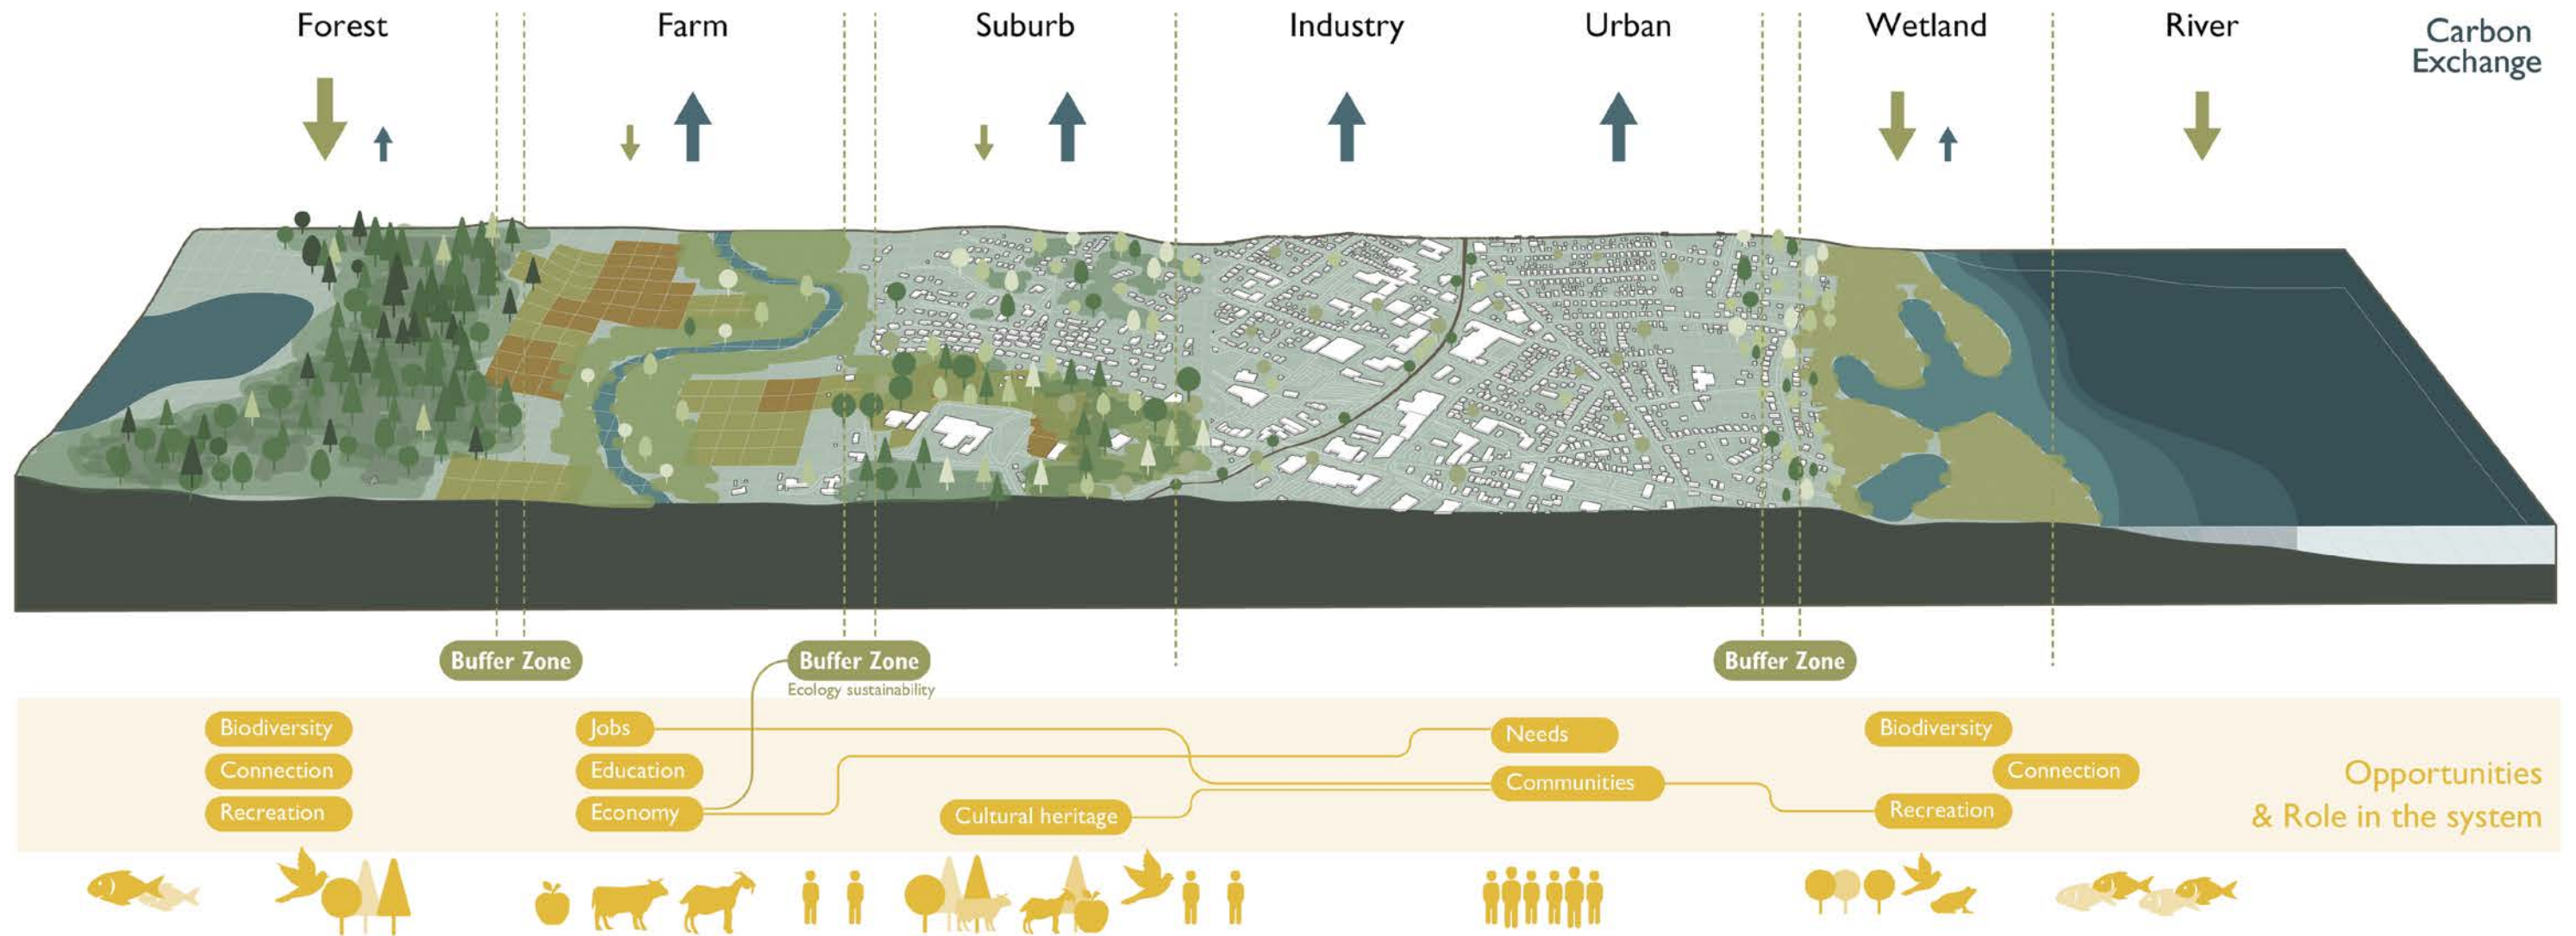 Forest
Farm
Suburb
Industry
Urban
Wetland
River
Carbon
Exchange
Buffer Zone
Buffer Zone
Ecology sustainability
Buffer Zone
Biodiversity
Connection
Recreation
Jobs
Education
Economy
Cultural heritage
Needs
Communities
Biodiversity
Connection
Recreation
Opportunities
& Role in the system